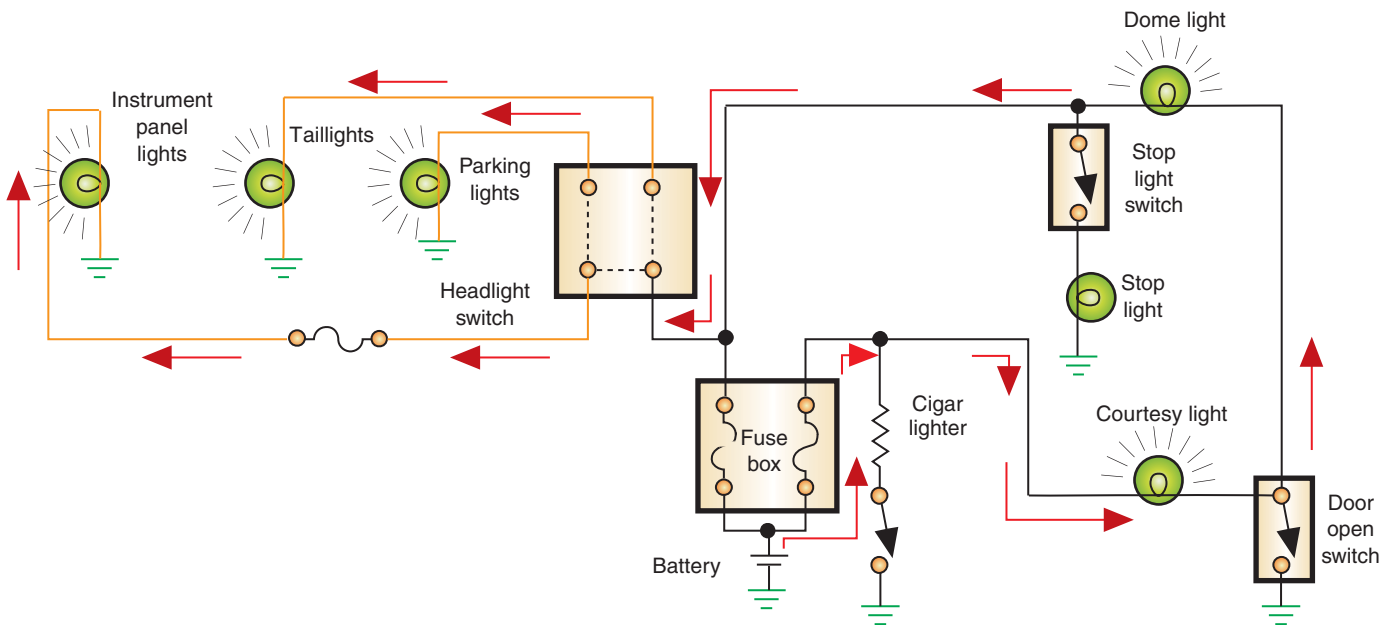 Dome light
Instrument
panel
lights
Taillights
Parking
lights
Stop
light
switch
Headlight
switch
Stop
light
Cigar
lighter
Courtesy light
Fuse
box
Door
open
switch
Battery